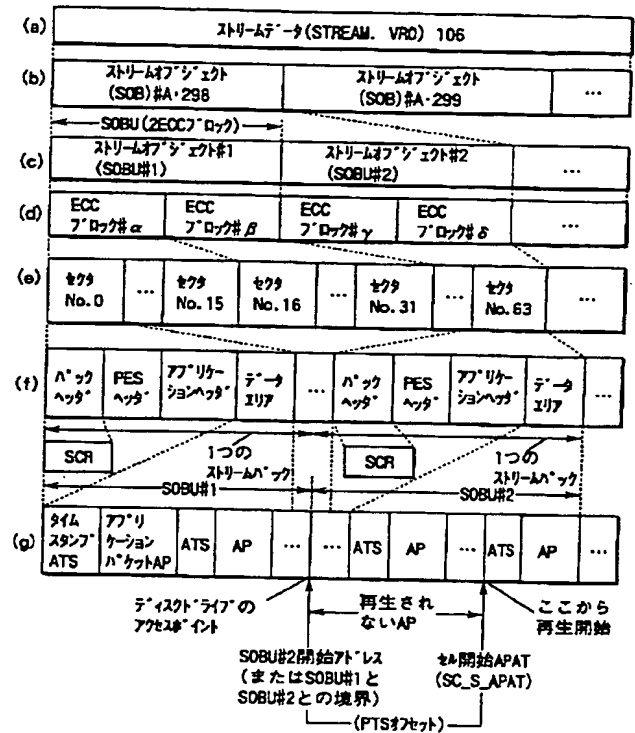 (a)
ストリームデータ(STREAM. VRO) 106
(b)
ストリームオブジェクト
(SOB)#A·298
ストリームオブジェクト
(SOB)#A·299
...
SOBU(2ECCブロック)
(c)
ストリームオブジェクト#1
(SOBU#1)
ストリームオブジェクト#2
(SOBU#2)
...
(d)
ECC
ブロック#α
ECC
ブロック#β
ECC
ブロック#γ
ECC
ブロック#δ
...
(e)
セクタ
No.0
...
セクタ
No.15
セクタ
No.16
...
セクタ
No.31
...
セクタ
No.63
...
(f)
パック
ヘッダ
PES
ヘッダ
アプリケー
ションヘッダ
データ
エリア
...
パック
ヘッダ
PES
ヘッダ
アプリケー
ションヘッダ
データ
エリア
...
SCR
1つの
ストリームパック
SCR
1つの
ストリームパック
SOBU#1
SOBU#2
(g)
タイム
スタンプ
ATS
アプリ
ケーション
パケットAP
ATS
AP
...
...
ATS
AP
...
ATS
AP
...
ディスクドライブの
アクセスポイント
再生され
ないAP
ここから
再生開始
SOBU#2開始アドレス
(またはSOBU#1と
SOBU#2との境界)
セル開始APAT
(SC_S_APAT)
(PTSオフセット)